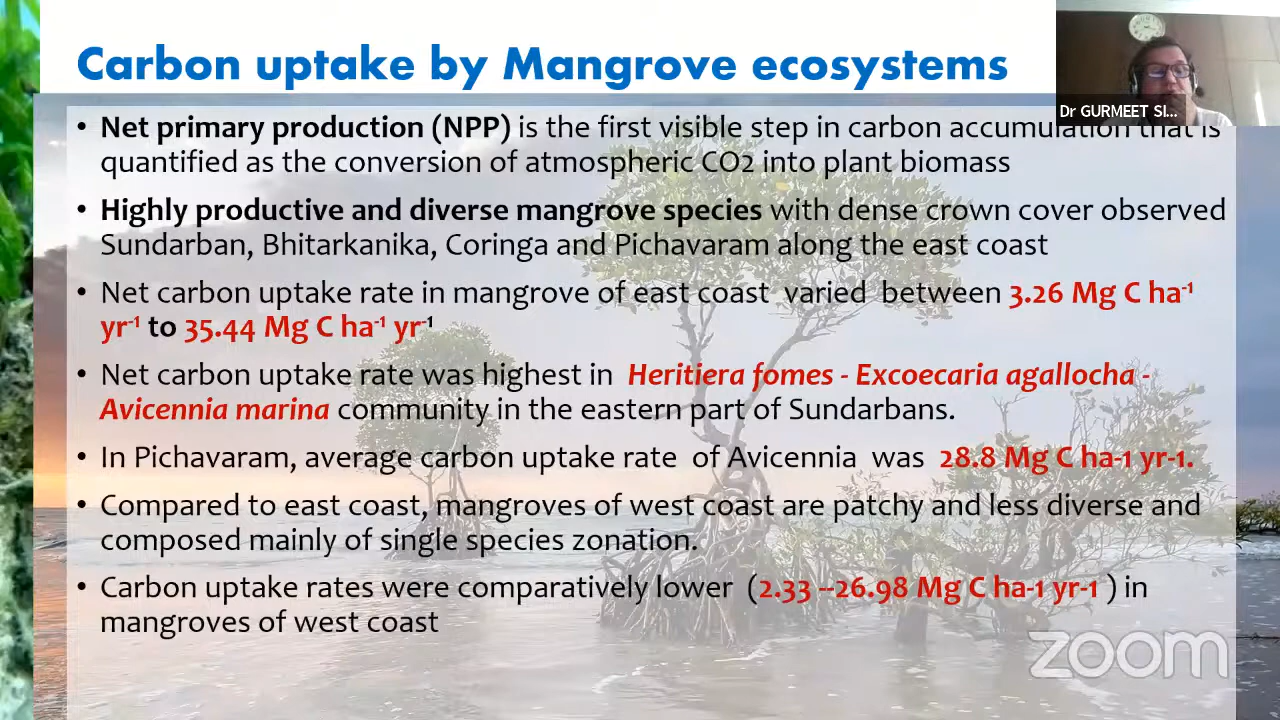 Carbon uptake by Mangrove ecosystems
Dr GURMEET SI...
• Net primary production (NPP) is the first visible step in carbon accumulation that is
quantified as the conversion of atmospheric CO2 into plant biomass
• Highly productive and diverse mangrove species with dense crown cover observed
Sundarban, Bhitarkanika, Coringa and Pichavaram along the east coast
• Net carbon uptake rate in mangrove of east coast varied between 3.26 Mg C ha⁻¹
yr⁻¹ to 35.44 Mg C ha⁻¹ yr⁻¹
• Net carbon uptake rate was highest in Heritiera fomes - Excoecaria agallocha -
Avicennia marina community in the eastern part of Sundarbans.
• In Pichavaram, average carbon uptake rate of Avicennia was 28.8 Mg C ha-1 yr-1.
• Compared to east coast, mangroves of west coast are patchy and less diverse and
composed mainly of single species zonation.
• Carbon uptake rates were comparatively lower (2.33 –26.98 Mg C ha-1 yr-1 ) in
mangroves of west coast
zoom